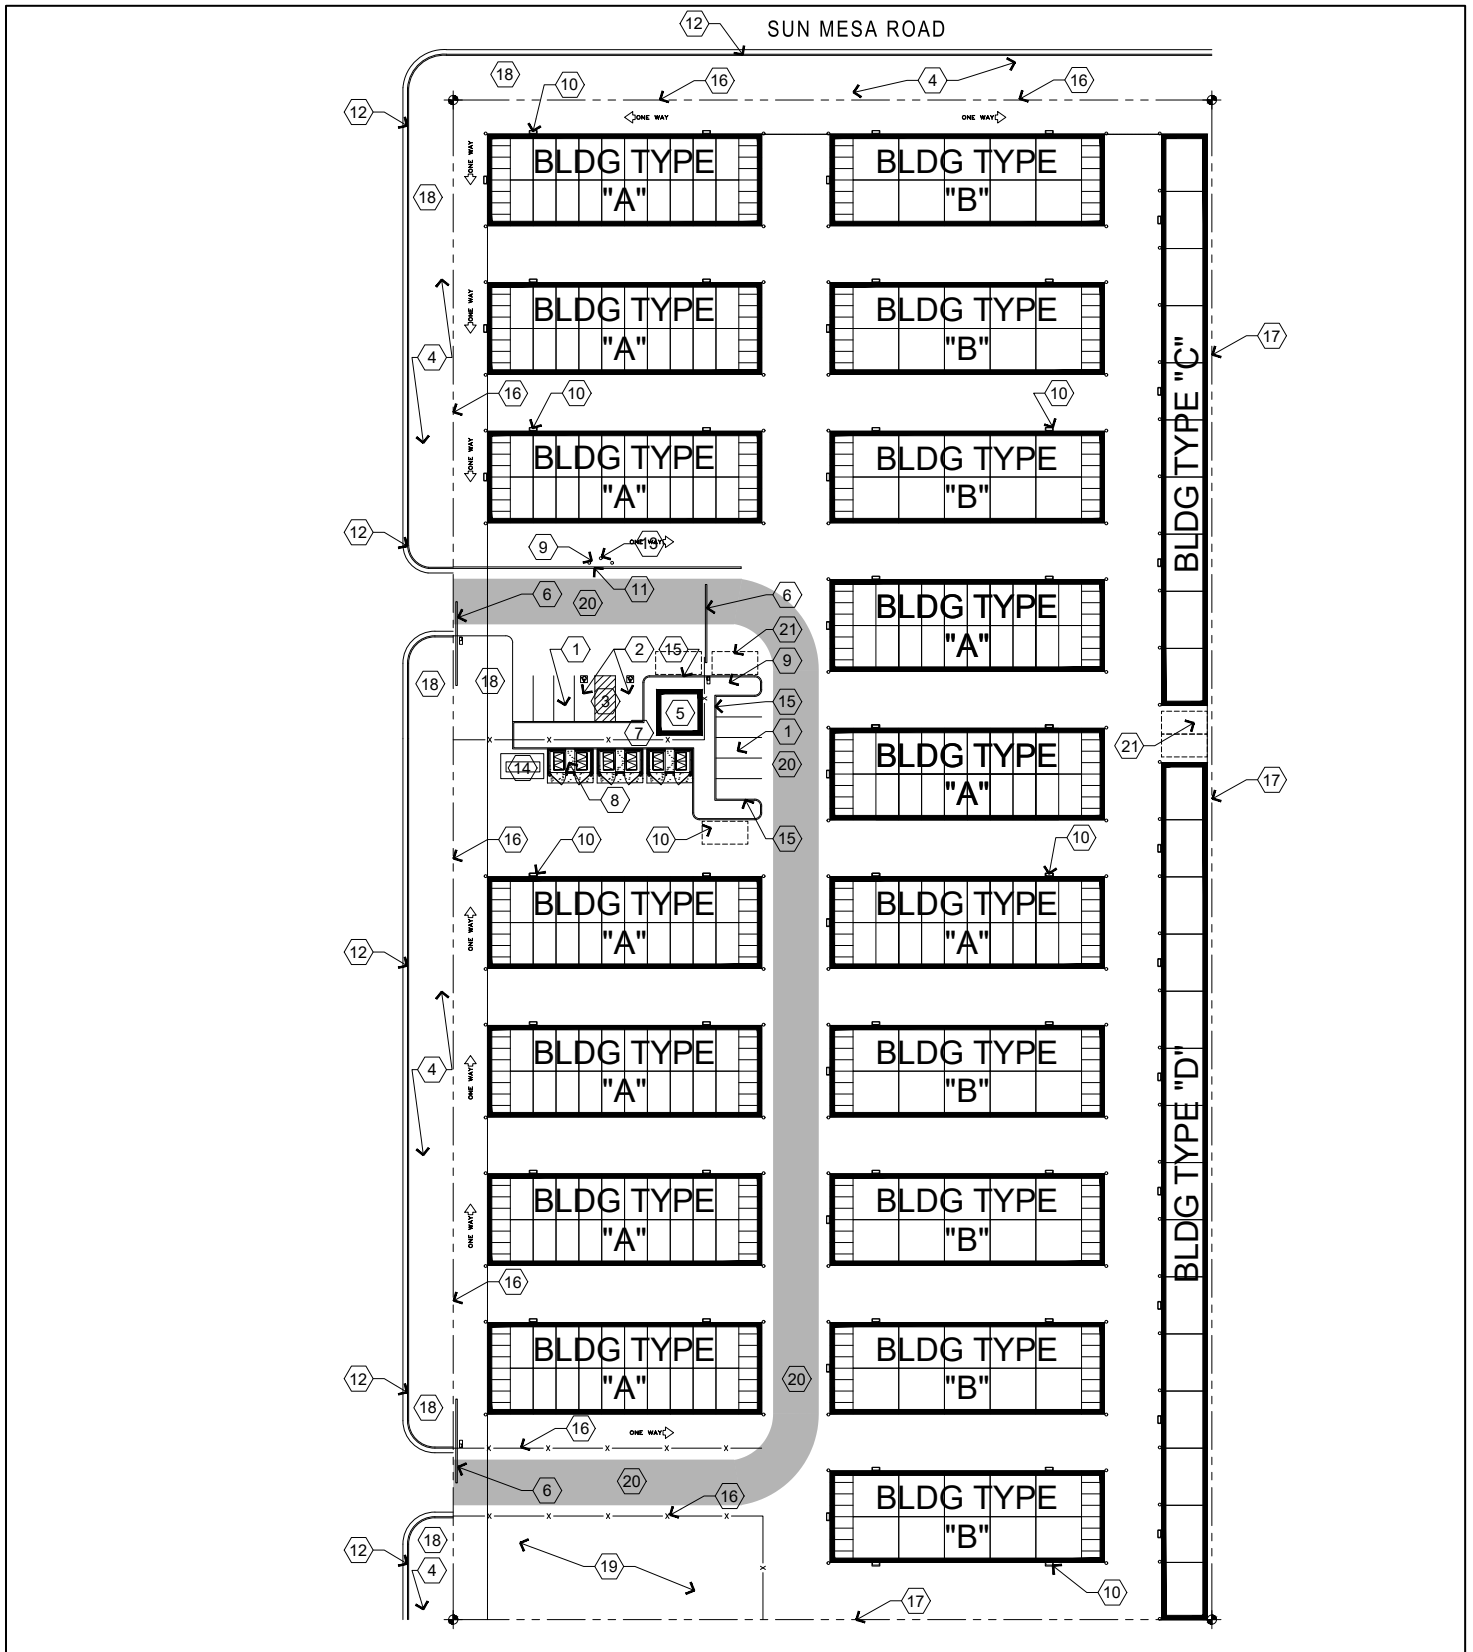 12
SUN MESA ROAD
18
10
16
4
16
12
ONE WAY
ONE WAY
ONE WAY
BLDG TYPE
"A"
BLDG TYPE
"B"
18
ONE WAY
BLDG TYPE
"A"
BLDG TYPE
"B"
17
4
BLDG TYPE "C"
16
10
10
ONE WAY
BLDG TYPE
"A"
BLDG TYPE
"B"
12
9
ONE WAY
6
20
11
6
BLDG TYPE
"A"
1
2
15
21
18
18
3
9
5
15
7
1
20
21
14
8
BLDG TYPE
"A"
17
16
10
10
15
10
BLDG TYPE
"A"
BLDG TYPE
"A"
ONE WAY
12
4
ONE WAY
BLDG TYPE
"A"
BLDG TYPE
"B"
BLDG TYPE "D"
ONE WAY
BLDG TYPE
"A"
BLDG TYPE
"B"
16
BLDG TYPE
"A"
BLDG TYPE
"B"
12
20
18
16
ONE WAY
X X X X X
6
20
16
X X X X X
BLDG TYPE
"B"
18
12
4
19
X
10
17